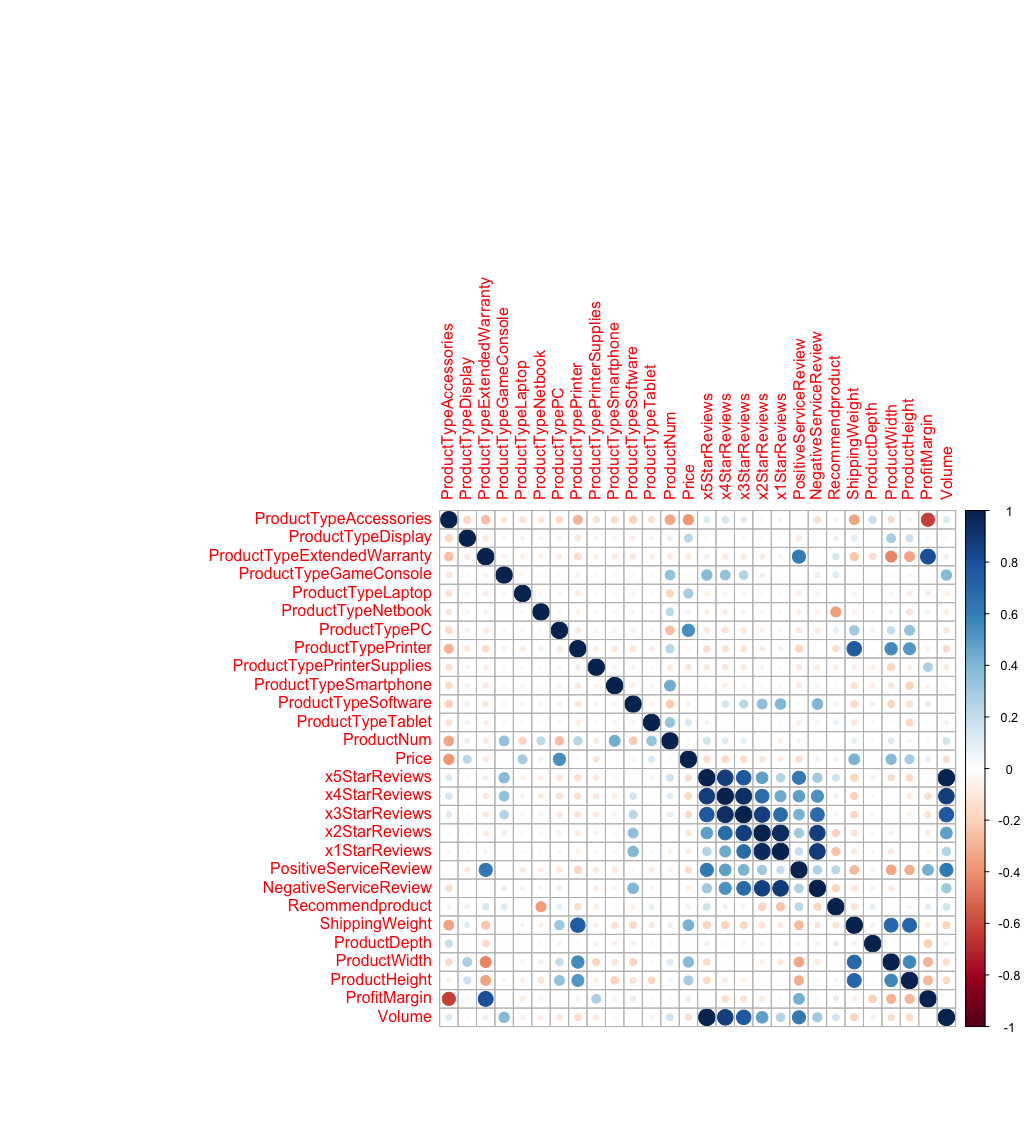 ProductTypeAccessories
ProductTypeDisplay
ProductTypeExtendedWarranty
ProductTypeGameConsole
ProductTypeLaptop
ProductTypeNetbook
ProductTypePC
ProductTypePrinter
ProductTypePrinterSupplies
ProductTypeSmartphone
ProductTypeSoftware
ProductTypeTablet
ProductNum
Price
x5StarReviews
x4StarReviews
x3StarReviews
x2StarReviews
x1StarReviews
PositiveServiceReview
NegativeServiceReview
Recommendproduct
ShippingWeight
ProductDepth
ProductWidth
ProductHeight
ProfitMargin
Volume
ProductTypeAccessories
ProductTypeDisplay
ProductTypeExtendedWarranty
ProductTypeGameConsole
ProductTypeLaptop
ProductTypeNetbook
ProductTypePC
ProductTypePrinter
ProductTypePrinterSupplies
ProductTypeSmartphone
ProductTypeSoftware
ProductTypeTablet
ProductNum
Price
x5StarReviews
x4StarReviews
x3StarReviews
x2StarReviews
x1StarReviews
PositiveServiceReview
NegativeServiceReview
Recommendproduct
ShippingWeight
ProductDepth
ProductWidth
ProductHeight
ProfitMargin
Volume
1
0.8
0.6
0.4
0.2
0
-0.2
-0.4
-0.6
-0.8
-1